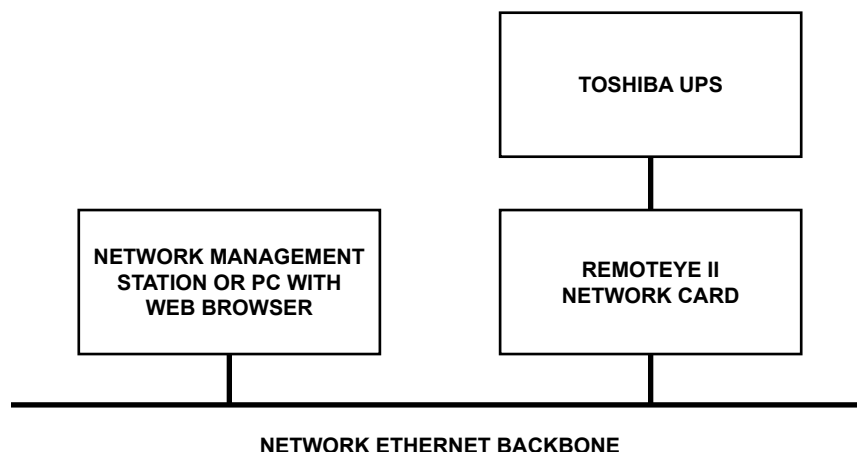 TOSHIBA UPS
NETWORK MANAGEMENT
STATION OR PC WITH
WEB BROWSER
REMOTEYE II
NETWORK CARD
NETWORK ETHERNET BACKBONE